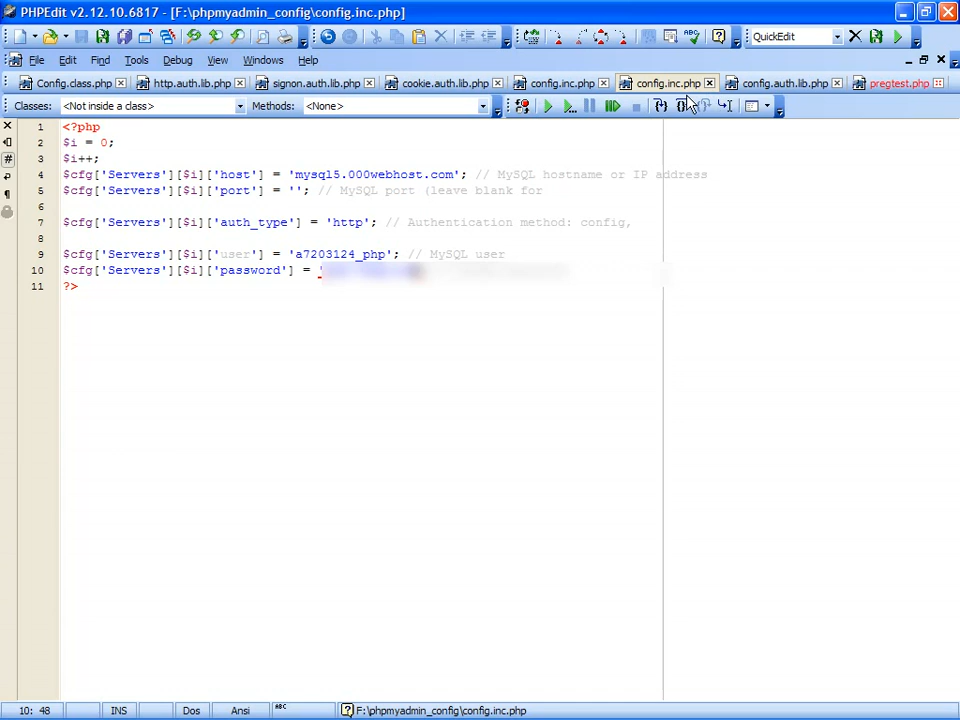 PHPEdit v2.12.10.6817 - [F:\phpmyadmin_config\config.inc.php]
QuickEdit
File Edit Find Tools Debug View Windows Help
Config.class.php http.auth.lib.php signon.auth.lib.php cookie.auth.lib.php config.inc.php config.inc.php config.auth.lib.php pregtest.php
Classes: <Not inside a class> Methods: <None>
1 <?php
2 $i = 0;
3 $i++;
4 $cfg['Servers'][$i]['host'] = 'mysql5.000webhost.com'; // MySQL hostname or IP address
5 $cfg['Servers'][$i]['port'] = ''; // MySQL port (leave blank for
6
7 $cfg['Servers'][$i]['auth_type'] = 'http'; // Authentication method: config,
8
9 $cfg['Servers'][$i]['user'] = 'a7203124_php'; // MySQL user
10 $cfg['Servers'][$i]['password'] = '
11 ?>
10: 48 INS Dos Ansi ABC F:\phpmyadmin_config\config.inc.php